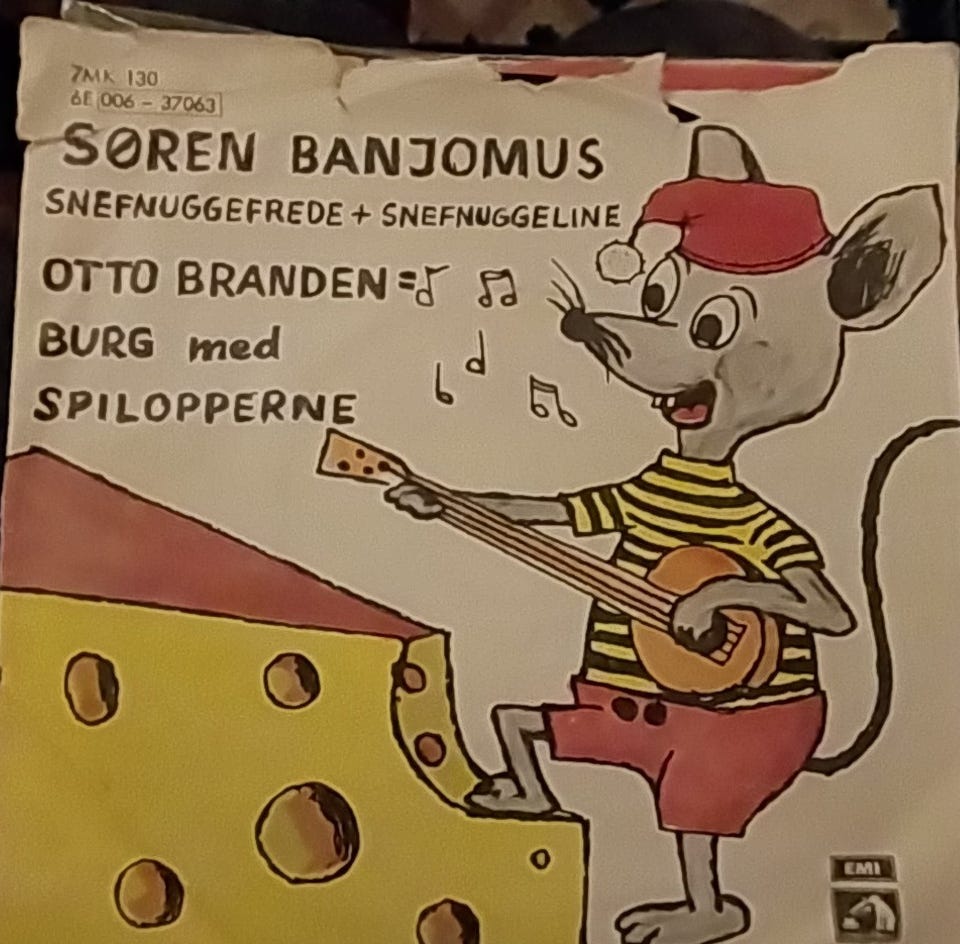 7MK 130
6E 006 - 37063
SØREN BANJOMUS
SNEFNUGGEFREDE + SNEFNUGGELINE
OTTO BRANDEN=
BURG med
SPILOPPERNE
EMI